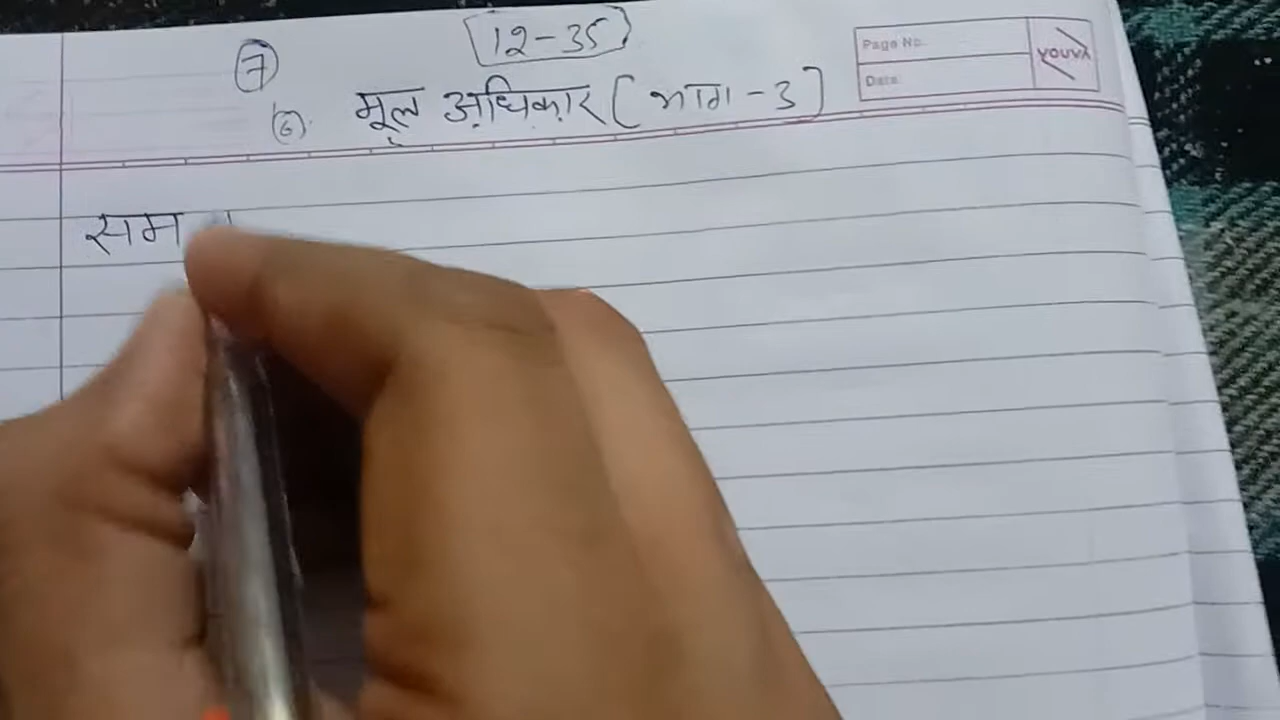 12-35
7
6. मूल अधिकार [भाग-3]
Page No.
Date:
YOUVA
सम